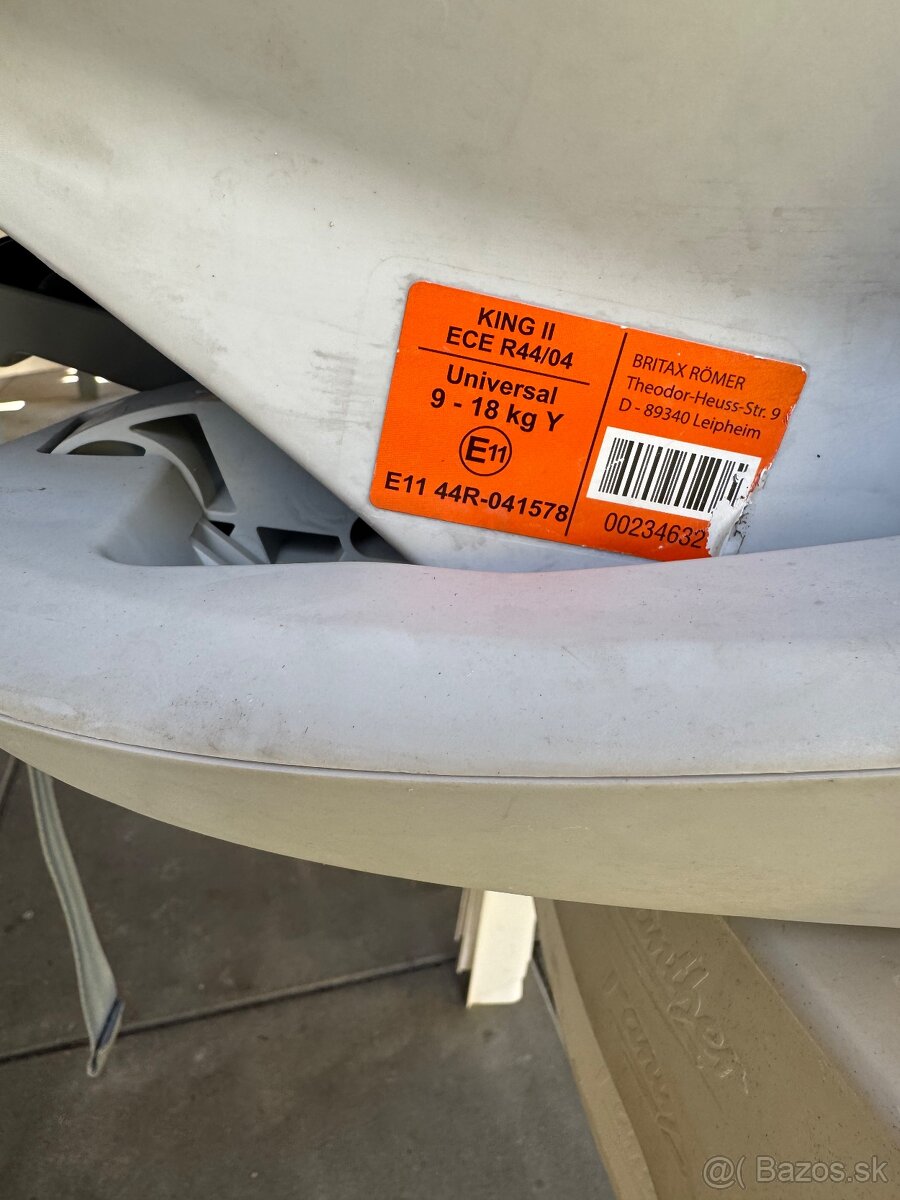 KING II
ECE R44/04
Universal
9 - 18 kg Y
E11
E11 44R-041578
BRITAX RÖMER
Theodor-Heuss-Str. 9
D - 89340 Leipheim
00234632
@( Bazos.sk